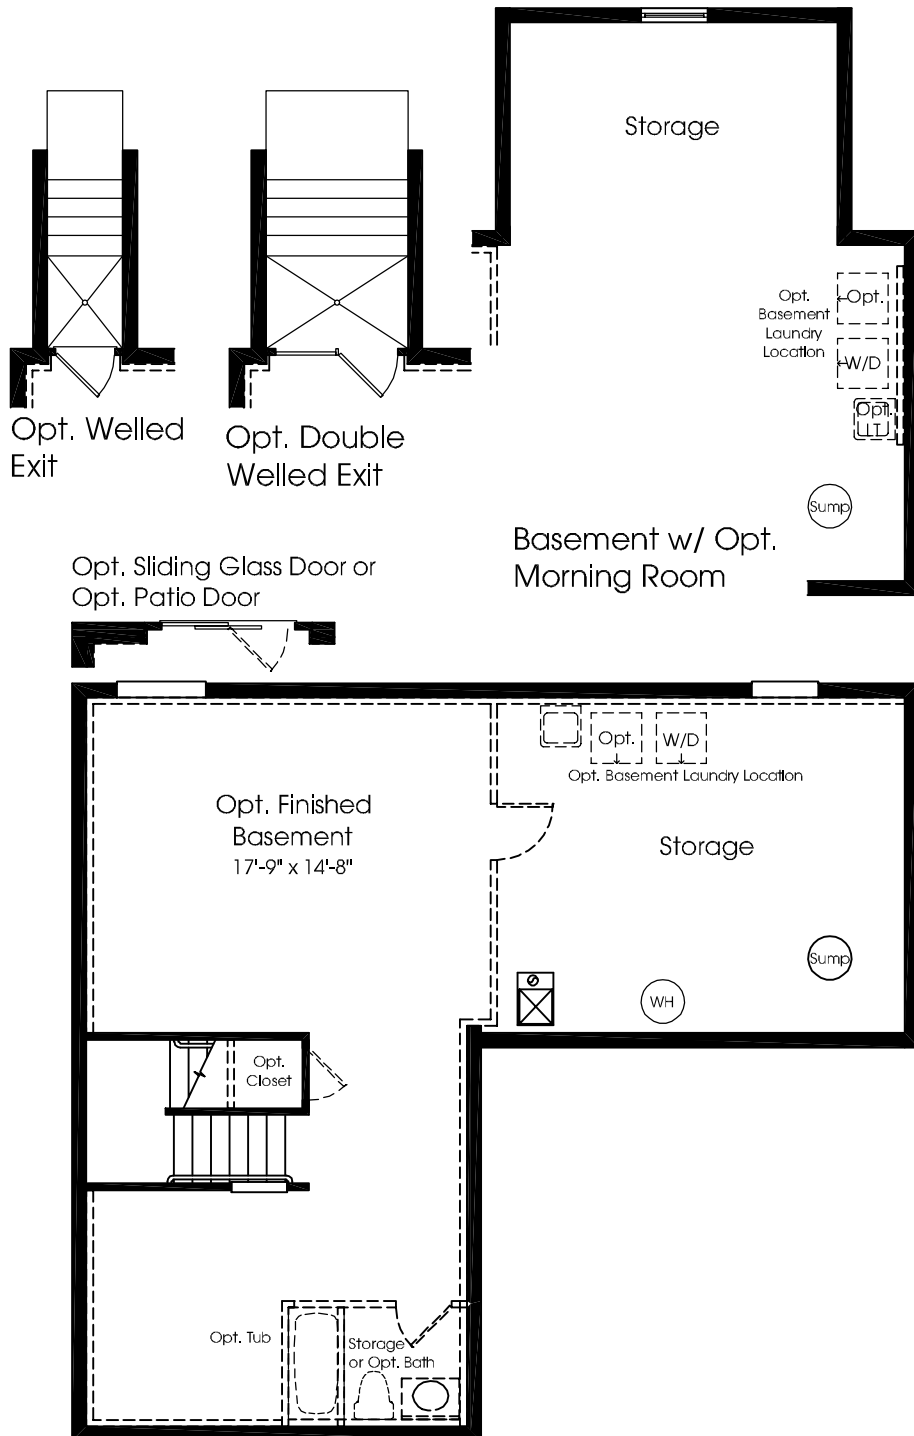 Storage
Opt.
Basement
Laundry
Location
Opt.
W/D
Opt.
LT
Sump
Opt. Welled
Exit
Opt. Double
Welled Exit
Basement w/ Opt.
Morning Room
Opt. Sliding Glass Door or
Opt. Patio Door
Opt.
W/D
Opt. Basement Laundry Location
Opt. Finished
Basement
17'-9" x 14'-8"
Storage
Sump
WH
Opt.
Closet
Opt. Tub
Storage
or Opt. Bath